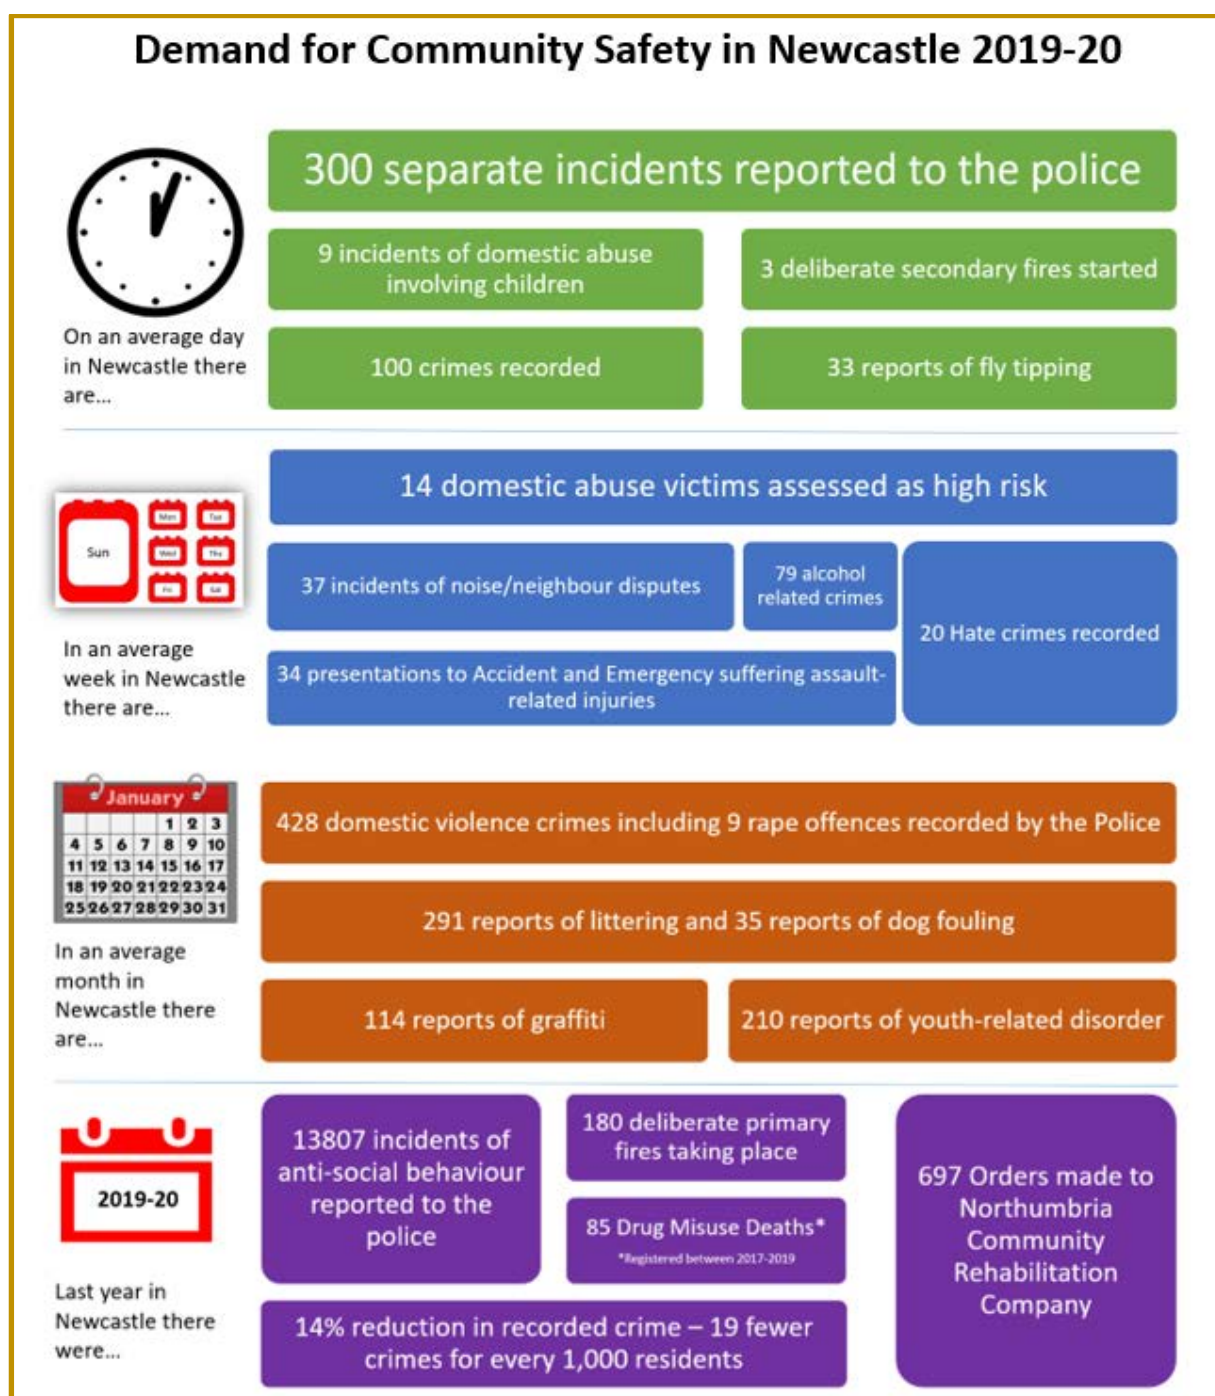 Demand for Community Safety in Newcastle 2019-20
On an average day
in Newcastle there
are...
300 separate incidents reported to the police
9 incidents of domestic abuse
involving children
3 deliberate secondary fires started
100 crimes recorded
33 reports of fly tipping
Sun
Mon
Tue
Wed
Thu
Fri
Sat
In an average
week in Newcastle
there are...
14 domestic abuse victims assessed as high risk
37 incidents of noise/neighbour disputes
79 alcohol
related crimes
20 Hate crimes recorded
34 presentations to Accident and Emergency suffering assault-
related injuries
January
1 2 3
4 5 6 7 8 9 10
11 12 13 14 15 16 17
18 19 20 21 22 23 24
25 26 27 28 29 30 31
In an average
month in
Newcastle there
are...
428 domestic violence crimes including 9 rape offences recorded by the Police
291 reports of littering and 35 reports of dog fouling
114 reports of graffiti
210 reports of youth-related disorder
2019-20
Last year in
Newcastle there
were...
13807 incidents of
anti-social behaviour
reported to the
police
180 deliberate primary
fires taking place
85 Drug Misuse Deaths*
*Registered between 2017-2019
697 Orders made to
Northumbria
Community
Rehabilitation
Company
14% reduction in recorded crime – 19 fewer
crimes for every 1,000 residents